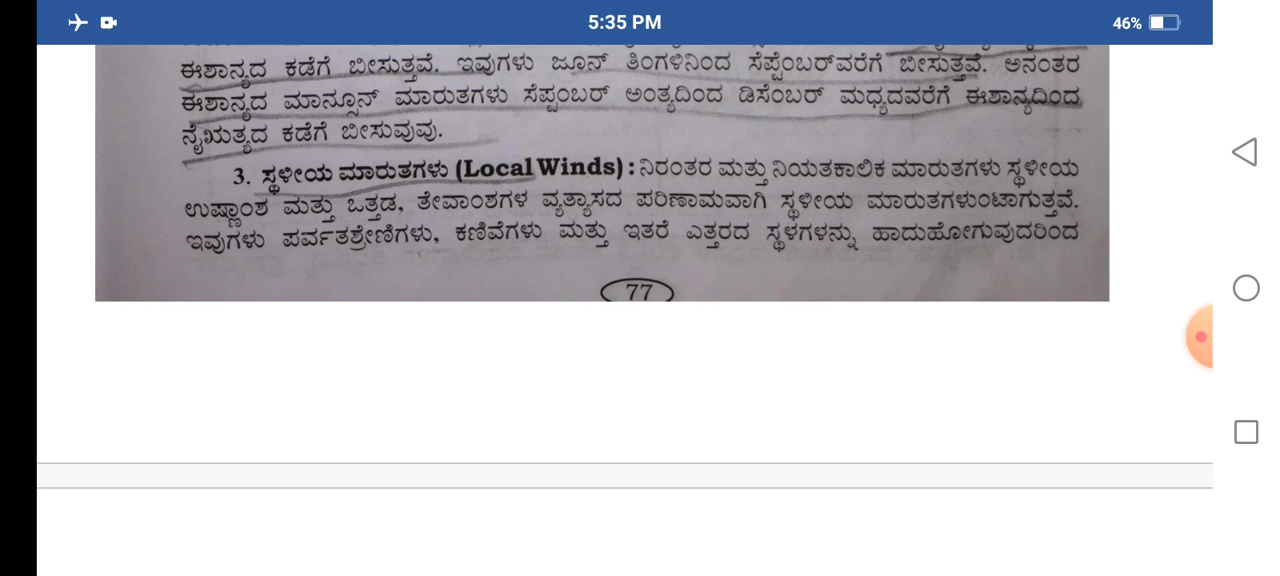 5:35 PM
46%
ಈಶಾನ್ಯದ ಕಡೆಗೆ ಬೀಸುತ್ತವೆ. ಇವುಗಳು ಜೂನ್ ತಿಂಗಳಿನಿಂದ ಸೆಪ್ಟೆಂಬರ್‌ವರೆಗೆ ಬೀಸುತ್ತವೆ. ಅನಂತರ
ಈಶಾನ್ಯದ ಮಾನ್ಸೂನ್ ಮಾರುತಗಳು ಸೆಪ್ಟಂಬರ್ ಅಂತ್ಯದಿಂದ ಡಿಸೆಂಬರ್ ಮಧ್ಯದವರೆಗೆ ಈಶಾನ್ಯದಿಂದ
ನೈಋತ್ಯದ ಕಡೆಗೆ ಬೀಸುವುವು.
3. ಸ್ಥಳೀಯ ಮಾರುತಗಳು (Local Winds) : ನಿರಂತರ ಮತ್ತು ನಿಯತಕಾಲಿಕ ಮಾರುತಗಳು ಸ್ಥಳೀಯ
ಉಷ್ಣಾಂಶ ಮತ್ತು ಒತ್ತಡ, ತೇವಾಂಶಗಳ ವ್ಯತ್ಯಾಸದ ಪರಿಣಾಮವಾಗಿ ಸ್ಥಳೀಯ ಮಾರುತಗಳುಂಟಾಗುತ್ತವೆ.
ಇವುಗಳು ಪರ್ವತಶ್ರೇಣಿಗಳು, ಕಣಿವೆಗಳು ಮತ್ತು ಇತರೆ ಎತ್ತರದ ಸ್ಥಳಗಳನ್ನು ಹಾದುಹೋಗುವುದರಿಂದ
77